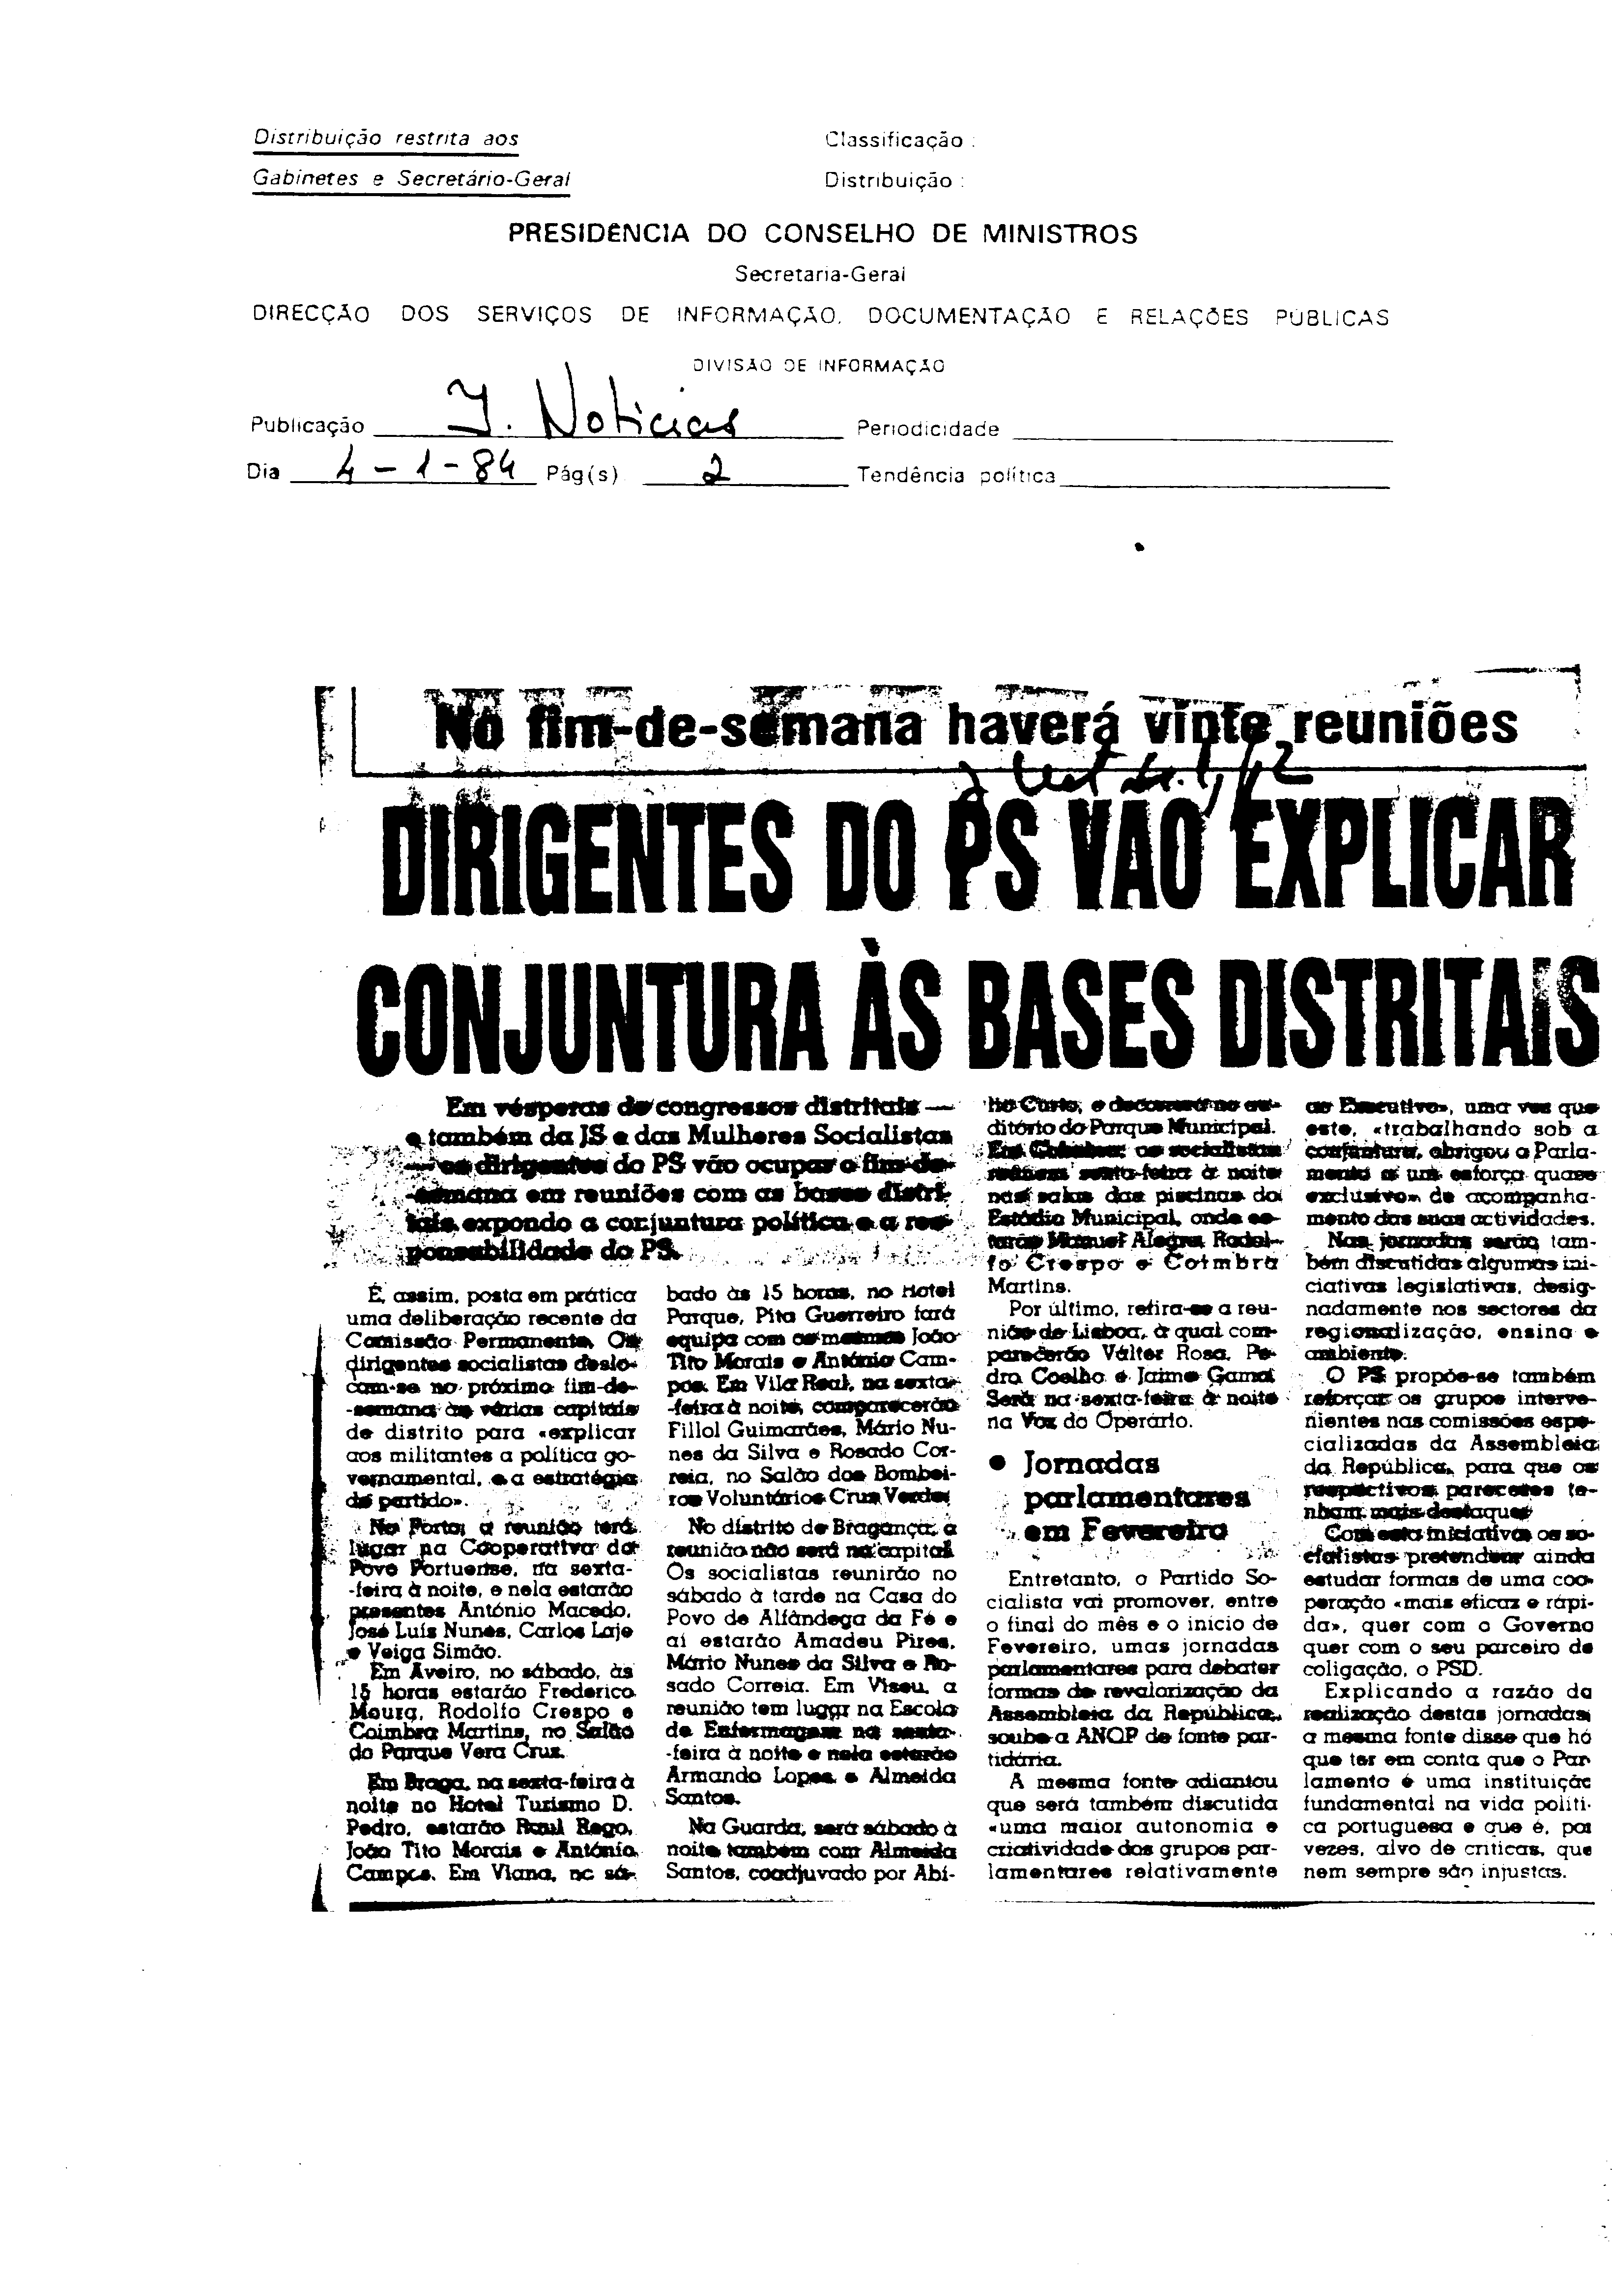 Distribuição restrita aos
Gabinetes e Secretário-Geral
Classificação :
Distribuição :
PRESIDÊNCIA DO CONSELHO DE MINISTROS
Secretaria-Geral
DIRECÇÃO DOS SERVIÇOS DE INFORMAÇÃO, DOCUMENTAÇÃO E RELAÇÕES PÚBLICAS
DIVISÃO DE INFORMAÇÃO
Publicação J. Noticias Periodicidade
Dia 4-1-84 Pág(s) 2 Tendência política
No fim-de-semana haverá vinte reuniões
DIRIGENTES DO PS VÃO EXPLICAR
CONJUNTURA ÀS BASES DISTRITAIS
Em vésperas de congressos distritais —
e também da JS e das Mulheres Socialistas
— os dirigentes do PS vão ocupar o fim-de-
-semana em reuniões com as bases distri-
tais, expondo a conjuntura política e a res-
ponsabilidade do PS.
É, assim, posta em prática
uma deliberação recente da
Comissão Permanente. Os
dirigentes socialistas deslo-
cam-se no próximo fim-de-
-semana às várias capitais
de distrito para «explicar
aos militantes a política go-
vernamental, e a estratégia
do partido».
No Porto, a reunião terá
lugar na Cooperativa do
Povo Portuense, na sexta-
-feira à noite, e nela estarão
presentes António Macedo,
José Luís Nunes, Carlos Laje
e Veiga Simão.
Em Aveiro, no sábado, às
15 horas estarão Frederico
Moura, Rodolfo Crespo e
Coimbra Martins, no Salão
do Parque Vera Cruz.
Em Braga, na sexta-feira à
noite no Hotel Turismo D.
Pedro, estarão Raul Rego,
João Tito Morais e António
Campos. Em Viana, no sá-
bado às 15 horas, no Hotel
Parque, Pita Guerreiro fará
equipa com os mesmos João
Tito Morais e António Cam-
pos. Em Vila Real, na sexta-
-feira à noite, comparecerão
Fillol Guimarães, Mário Nu-
nes da Silva e Rosado Cor-
reia, no Salão dos Bombei-
ros Voluntários Cruz Verde.
No distrito de Bragança, a
reunião não será na capital.
Os socialistas reunirão no
sábado à tarde na Casa do
Povo de Alfândega da Fé e
aí estarão Amadeu Pires,
Mário Nunes da Silva e Ro-
sado Correia. Em Viseu, a
reunião tem lugar na Escola
de Enfermagem na sexta-
-feira à noite e nela estarão
Armando Lopes e Almeida
Santos.
Na Guarda, será sábado à
noite também com Almeida
Santos, coadjuvado por Abí-
lio Curto, e decorrerá no au-
ditório do Parque Municipal.
Em Coimbra, os socialistas
reúnem sexta-feira à noite
nas salas das piscinas do
Estádio Municipal, onde es-
tarão Manuel Alegre, Rodol-
fo Crespo e Coimbra
Martins.
Por último, refira-se a reu-
nião de Lisboa, à qual com-
parecerão Válter Rosa, Pe-
dro Coelho e Jaime Gama.
Será na sexta-feira à noite
na Voz do Operário.
● Jornadas
parlamentares
em Fevereiro
Entretanto, o Partido So-
cialista vai promover, entre
o final do mês e o início de
Fevereiro, umas jornadas
parlamentares para debater
formas de revalorização da
Assembleia da República,
soube a ANOP de fonte par-
tidária.
A mesma fonte adiantou
que será também discutida
«uma maior autonomia e
criatividade dos grupos par-
lamentares relativamente
ao Executivo», uma vez que
este, «trabalhando sob a
conjuntura, obrigou o Parla-
mento a um esforço quase
exclusivo» de acompanha-
mento das suas actividades.
Nas jornadas serão tam-
bém discutidas algumas ini-
ciativas legislativas, desig-
nadamente nos sectores da
regionalização, ensino e
ambiente.
O PS propõe-se também
reforçar os grupos interve-
nientes nas comissões espe-
cializadas da Assembleia
da República, para que os
respectivos pareceres te-
nham mais destaque.
Com esta iniciativa os so-
cialistas pretendem ainda
estudar formas de uma coo-
peração «mais eficaz e rápi-
da», quer com o Governo
quer com o seu parceiro de
coligação, o PSD.
Explicando a razão da
realização destas jornadas,
a mesma fonte disse que há
que ter em conta que o Par-
lamento é uma instituição
fundamental na vida políti-
ca portuguesa e que é, por
vezes, alvo de críticas, que
nem sempre são injustas.